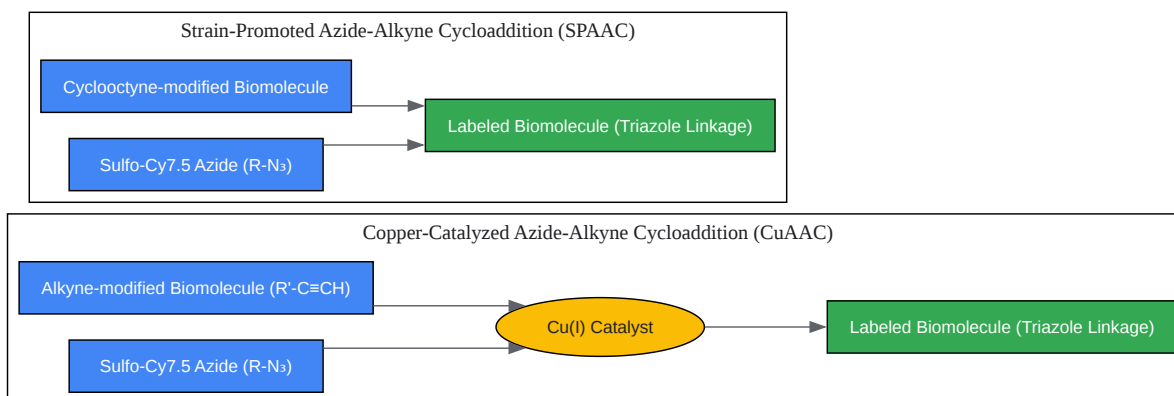 Strain-Promoted Azide-Alkyne Cycloaddition (SPAAC)
Cyclooctyne-modified Biomolecule
Labeled Biomolecule (Triazole Linkage)
Sulfo-Cy7.5 Azide (R-N₃)
Copper-Catalyzed Azide-Alkyne Cycloaddition (CuAAC)
Alkyne-modified Biomolecule (R'-C≡CH)
Cu(I) Catalyst
Labeled Biomolecule (Triazole Linkage)
Sulfo-Cy7.5 Azide (R-N₃)